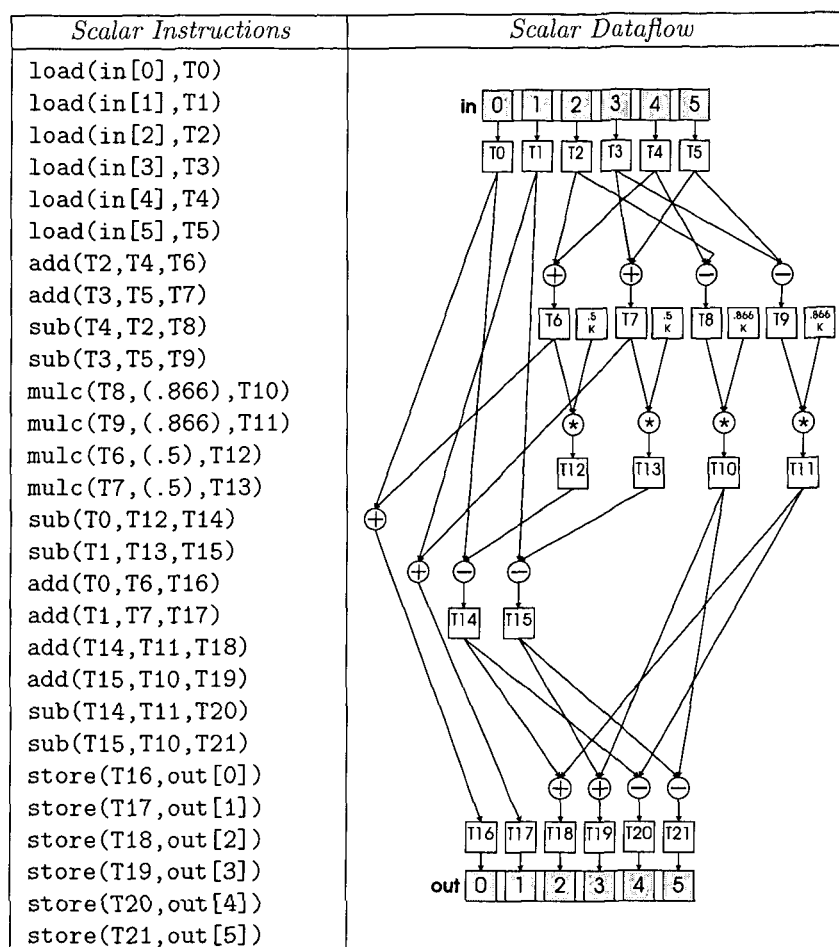 Scalar Instructions
Scalar Dataflow
load(in[0],T0)
load(in[1],T1)
load(in[2],T2)
load(in[3],T3)
load(in[4],T4)
load(in[5],T5)
add(T2,T4,T6)
add(T3,T5,T7)
sub(T4,T2,T8)
sub(T3,T5,T9)
mulc(T8,(.866),T10)
mulc(T9,(.866),T11)
mulc(T6,(.5),T12)
mulc(T7,(.5),T13)
sub(T0,T12,T14)
sub(T1,T13,T15)
add(T0,T6,T16)
add(T1,T7,T17)
add(T14,T11,T18)
add(T15,T10,T19)
sub(T14,T11,T20)
sub(T15,T10,T21)
store(T16,out[0])
store(T17,out[1])
store(T18,out[2])
store(T19,out[3])
store(T20,out[4])
store(T21,out[5])
in 0 1 2 3 4 5
T0 T1 T2 T3 T4 T5
+ + − −
T6 .5 K T7 .5 K T8 .866 K T9 .866 K
* * * *
T12 T13 T10 T11
+
+ − −
T14 T15
+ + − −
T16 T17 T18 T19 T20 T21
out 0 1 2 3 4 5